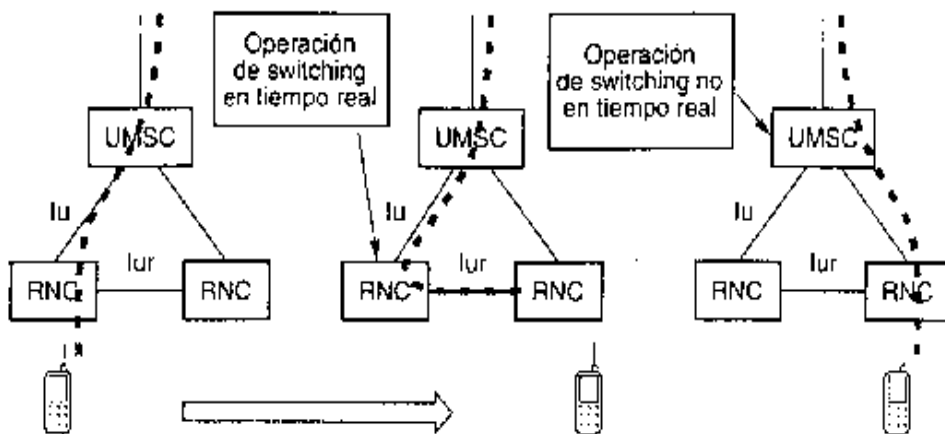 Operación
de switching
en tiempo real
Operación
de switching no
en tiempo real
UMSC
UMSC
UMSC
Iu
Iu
Iu
Iur
Iur
Iur
RNC
RNC
RNC
RNC
RNC
RNC